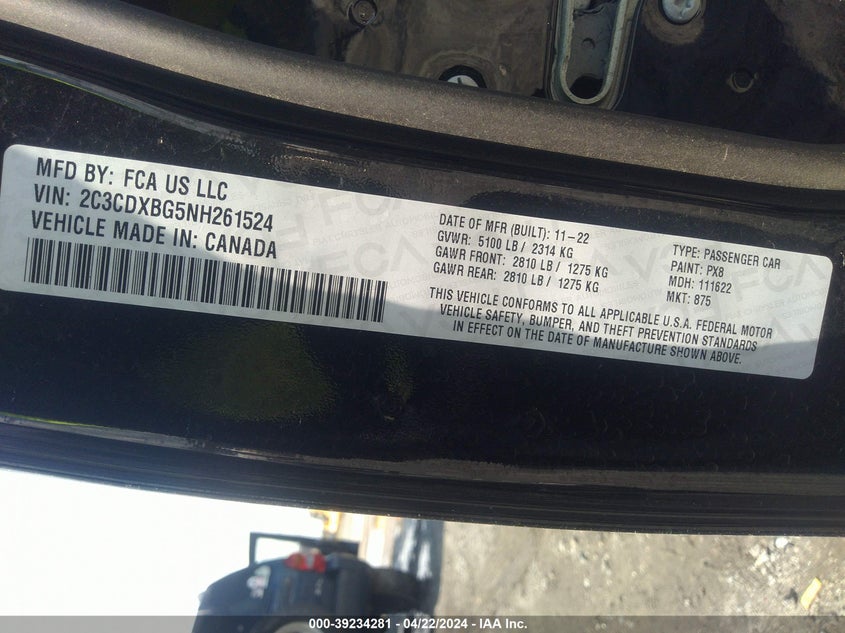 MFD BY: FCA US LLC
VIN: 2C3CDXBG5NH261524
VEHICLE MADE IN: CANADA
DATE OF MFR (BUILT): 11-22
GVWR: 5100 LB / 2314 KG
GAWR FRONT: 2810 LB / 1275 KG
GAWR REAR: 2810 LB / 1275 KG
TYPE: PASSENGER CAR
PAINT: PX8
MDH: 111622
MKT: 875
THIS VEHICLE CONFORMS TO ALL APPLICABLE U.S.A. FEDERAL MOTOR
VEHICLE SAFETY, BUMPER, AND THEFT PREVENTION STANDARDS
IN EFFECT ON THE DATE OF MANUFACTURE SHOWN ABOVE.
000-39234281 - 04/22/2024 - IAA Inc.